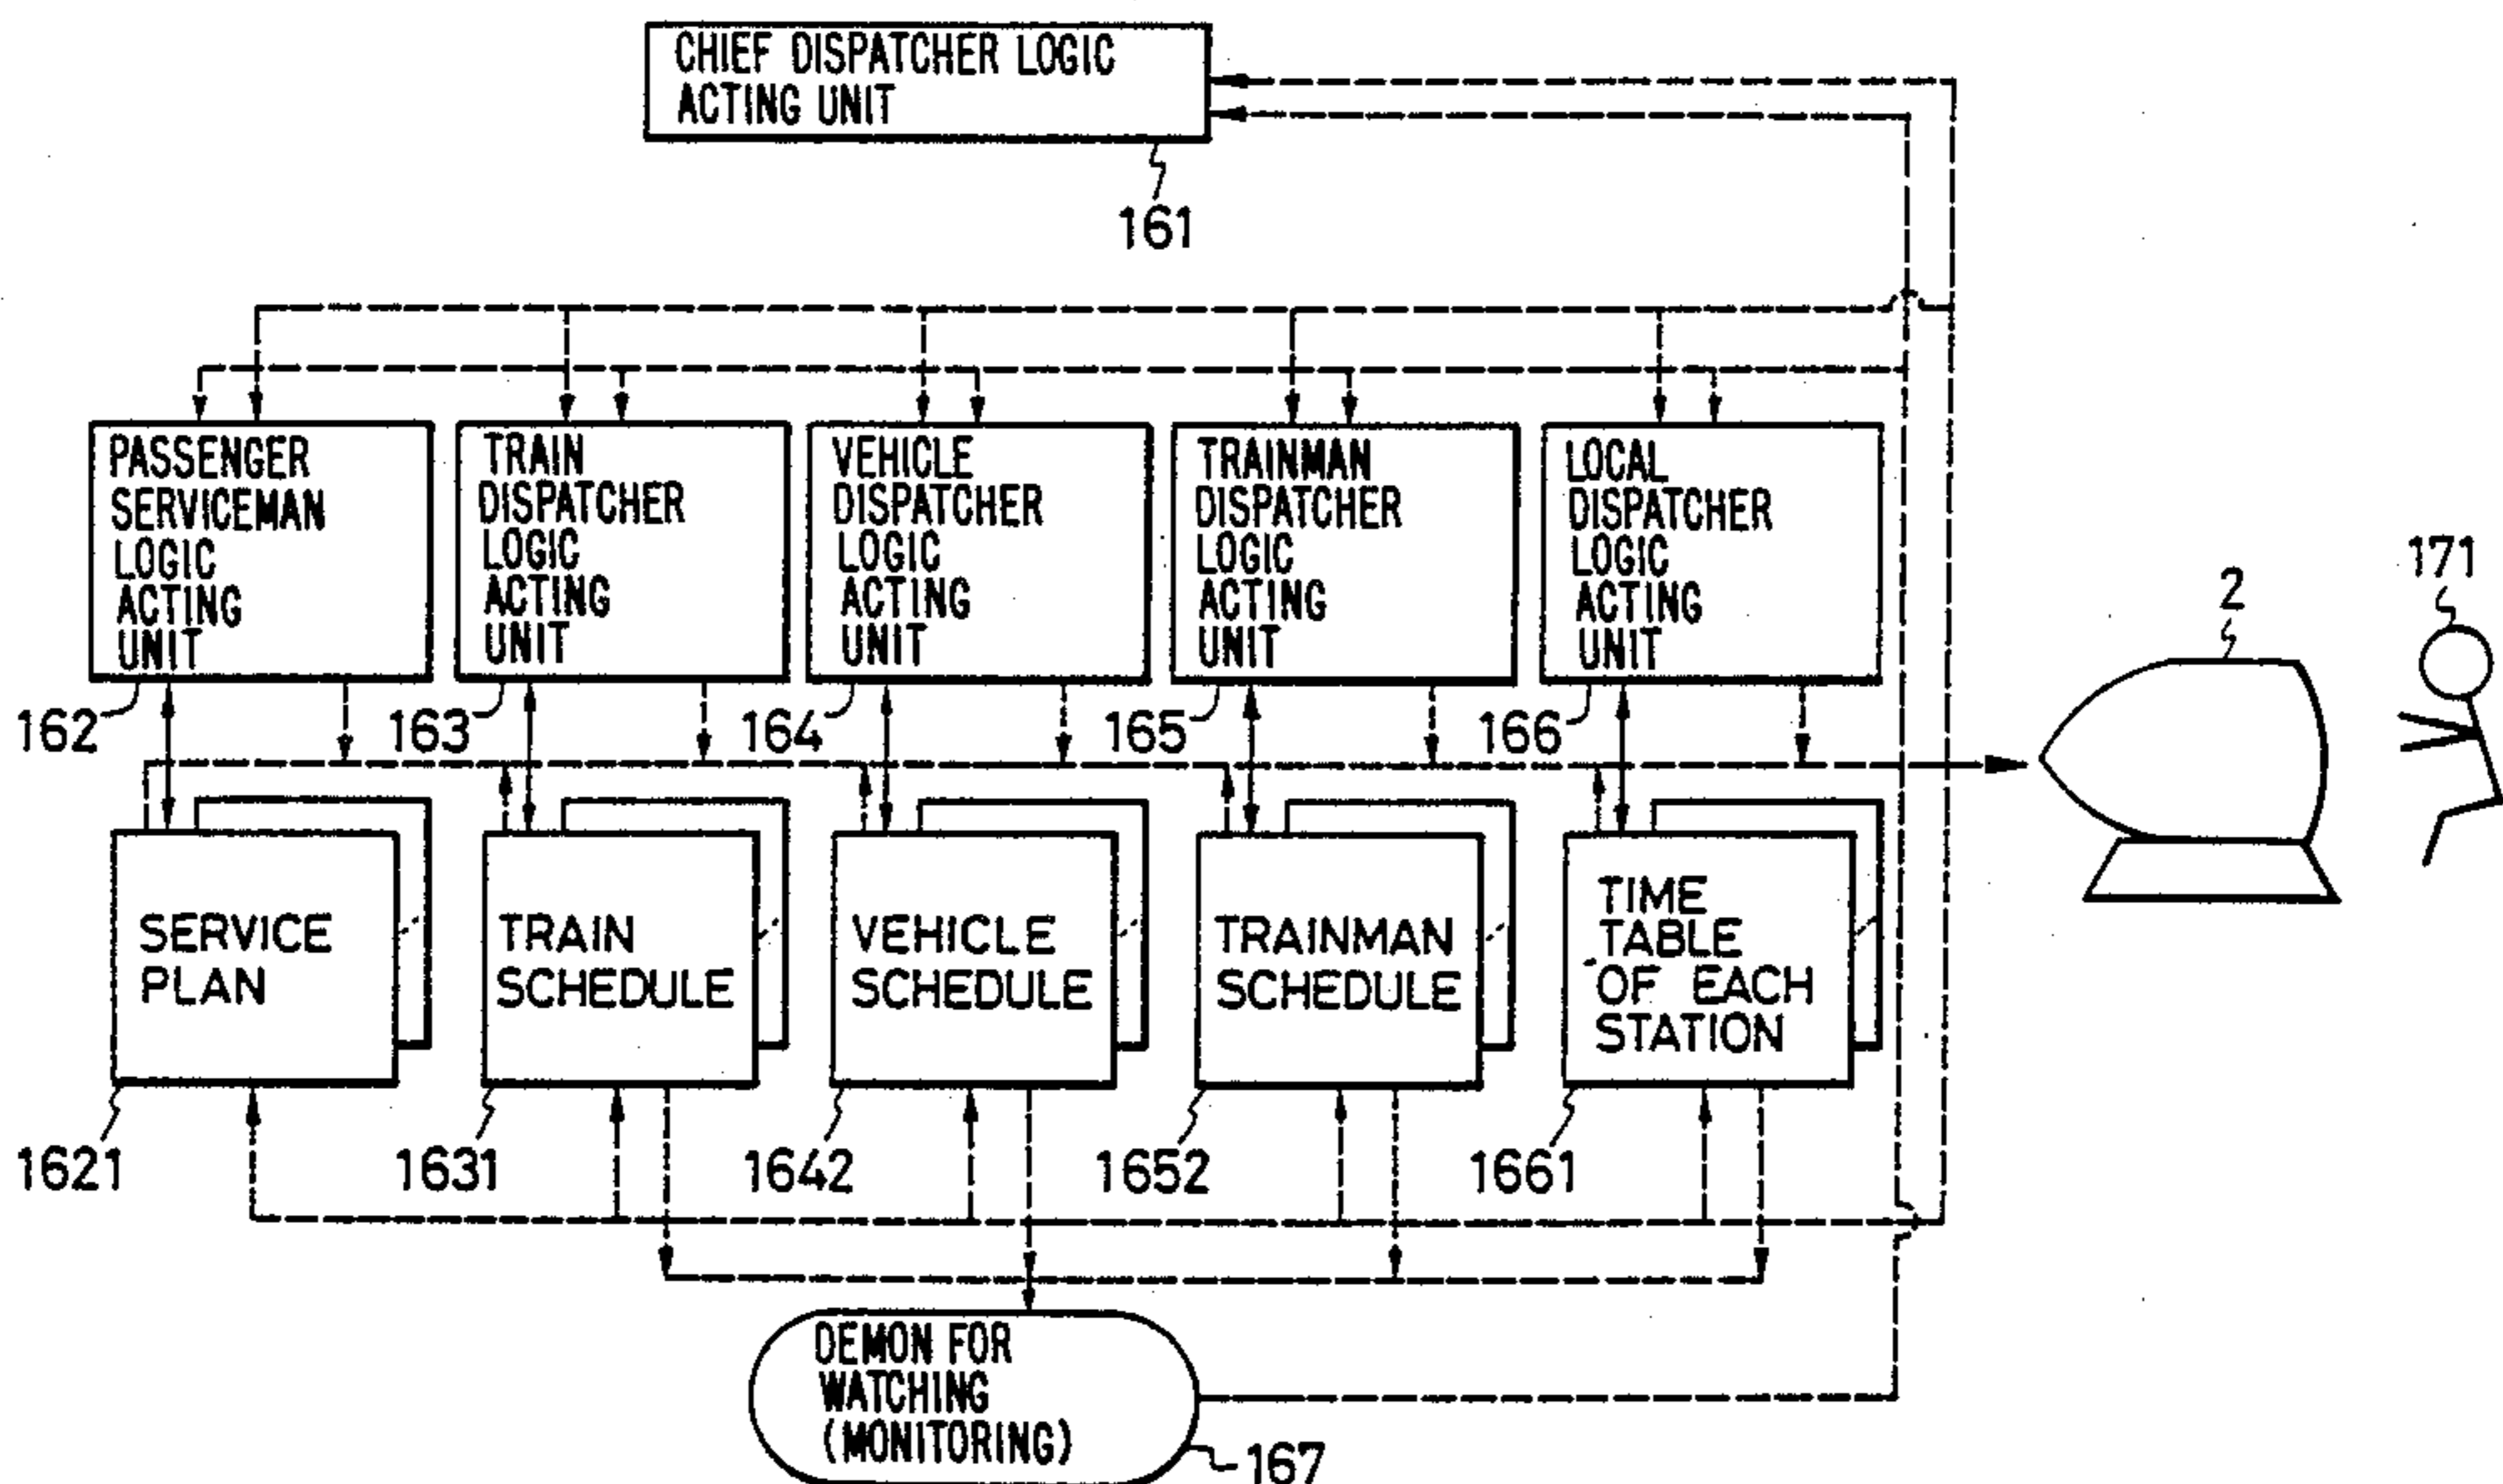 CHIEF DISPATCHER LOGIC
ACTING UNIT
161
PASSENGER
SERVICEMAN
LOGIC
ACTING
UNIT
162
TRAIN
DISPATCHER
LOGIC
ACTING
UNIT
163
VEHICLE
DISPATCHER
LOGIC
ACTING
UNIT
164
TRAINMAN
DISPATCHER
LOGIC
ACTING
UNIT
165
LOCAL
DISPATCHER
LOGIC
ACTING
UNIT
166
2
171
SERVICE
PLAN
1621
TRAIN
SCHEDULE
1631
VEHICLE
SCHEDULE
1642
TRAINMAN
SCHEDULE
1652
TIME
TABLE
OF EACH
STATION
1661
DEMON FOR
WATCHING
(MONITORING)
167